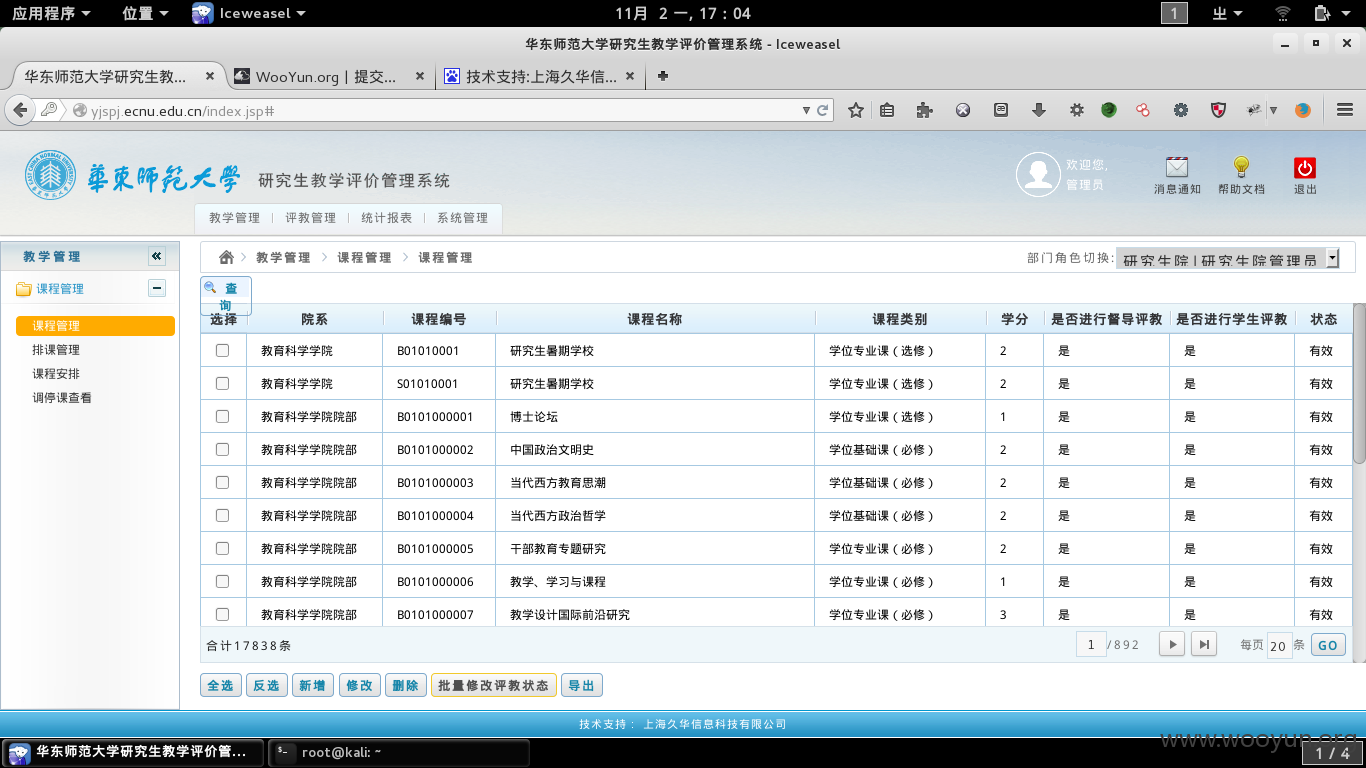 应用程序 位置 Iceweasel 11月 2 一, 17：04 1 出
华东师范大学研究生教学评价管理系统 - Iceweasel
华东师范大学研究生教... × WooYun.org | 提交... × 技术支持:上海久华信... ×
yjspj.ecnu.edu.cn/index.jsp#
华东师范大学 研究生教学评价管理系统
欢迎您,
管理员
消息通知 帮助文档 退出
教学管理 | 评教管理 | 统计报表 | 系统管理
教学管理
课程管理
课程管理
排课管理
课程安排
调停课查看
教学管理 课程管理 课程管理
部门角色切换: 研究生院|研究生院管理员
查询
选择 院系 课程编号 课程名称 课程类别 学分 是否进行督导评教 是否进行学生评教 状态
教育科学学院 B01010001 研究生暑期学校 学位专业课（选修） 2 是 是 有效
教育科学学院 S01010001 研究生暑期学校 学位专业课（选修） 2 是 是 有效
教育科学学院院部 B0101000001 博士论坛 学位专业课（选修） 1 是 是 有效
教育科学学院院部 B0101000002 中国政治文明史 学位基础课（必修） 2 是 是 有效
教育科学学院院部 B0101000003 当代西方教育思潮 学位基础课（必修） 2 是 是 有效
教育科学学院院部 B0101000004 当代西方政治哲学 学位基础课（必修） 2 是 是 有效
教育科学学院院部 B0101000005 干部教育专题研究 学位专业课（必修） 2 是 是 有效
教育科学学院院部 B0101000006 教学、学习与课程 学位专业课（必修） 1 是 是 有效
教育科学学院院部 B0101000007 教学设计国际前沿研究 学位专业课（必修） 3 是 是 有效
合计17838条 1 /892 每页 20 条 GO
全选 反选 新增 修改 删除 批量修改评教状态 导出
技术支持： 上海久华信息科技有限公司
www.wooyun.org
华东师范大学研究生教学评价管... root@kali: ~ 1 / 4